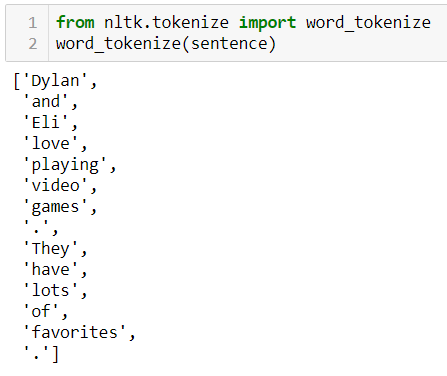 1 from nltk.tokenize import word_tokenize
2 word_tokenize(sentence)
['Dylan',
'and',
'Eli',
'love',
'playing',
'video',
'games',
'.',
'They',
'have',
'lots',
'of',
'favorites',
'.']